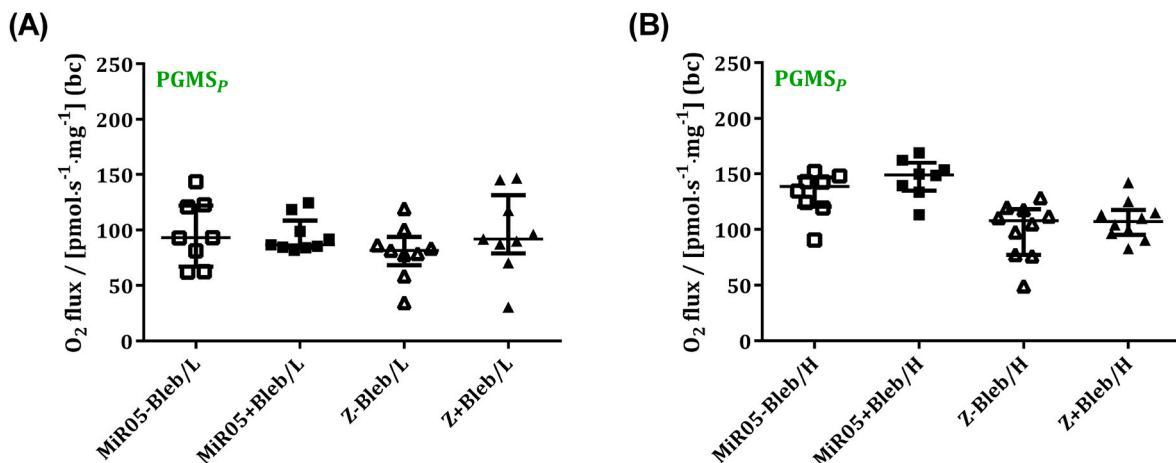 (A)
O₂ flux / [pmol·s⁻¹·mg⁻¹] (bc)
250
200
150
100
50
0
PGMSₚ
MiR05-Bleb/L
MiR05+Bleb/L
Z-Bleb/L
Z+Bleb/L
(B)
O₂ flux / [pmol·s⁻¹·mg⁻¹] (bc)
250
200
150
100
50
0
PGMSₚ
MiR05-Bleb/H
MiR05+Bleb/H
Z-Bleb/H
Z+Bleb/H